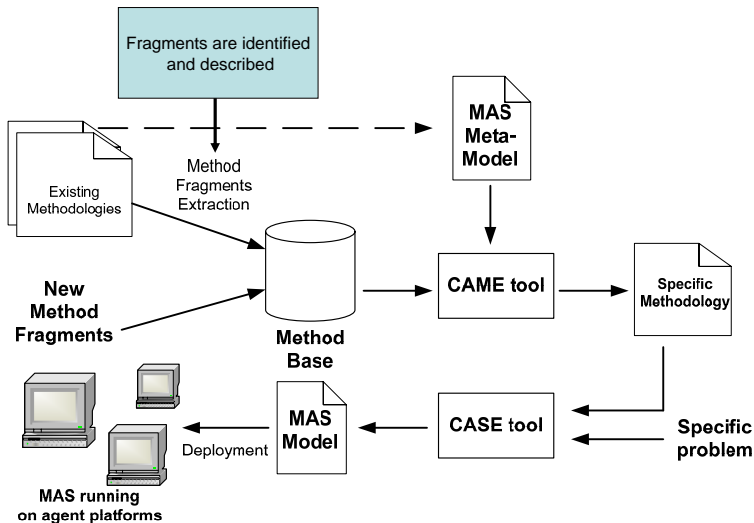 Fragments are identified
and described
MAS
Meta-
Model
Method
Fragments
Extraction
Existing
Methodologies
CAME tool
Specific
Methodology
New
Method
Fragments
Method
Base
MAS
Model
CASE tool
Specific
problem
Deployment
MAS running
on agent platforms